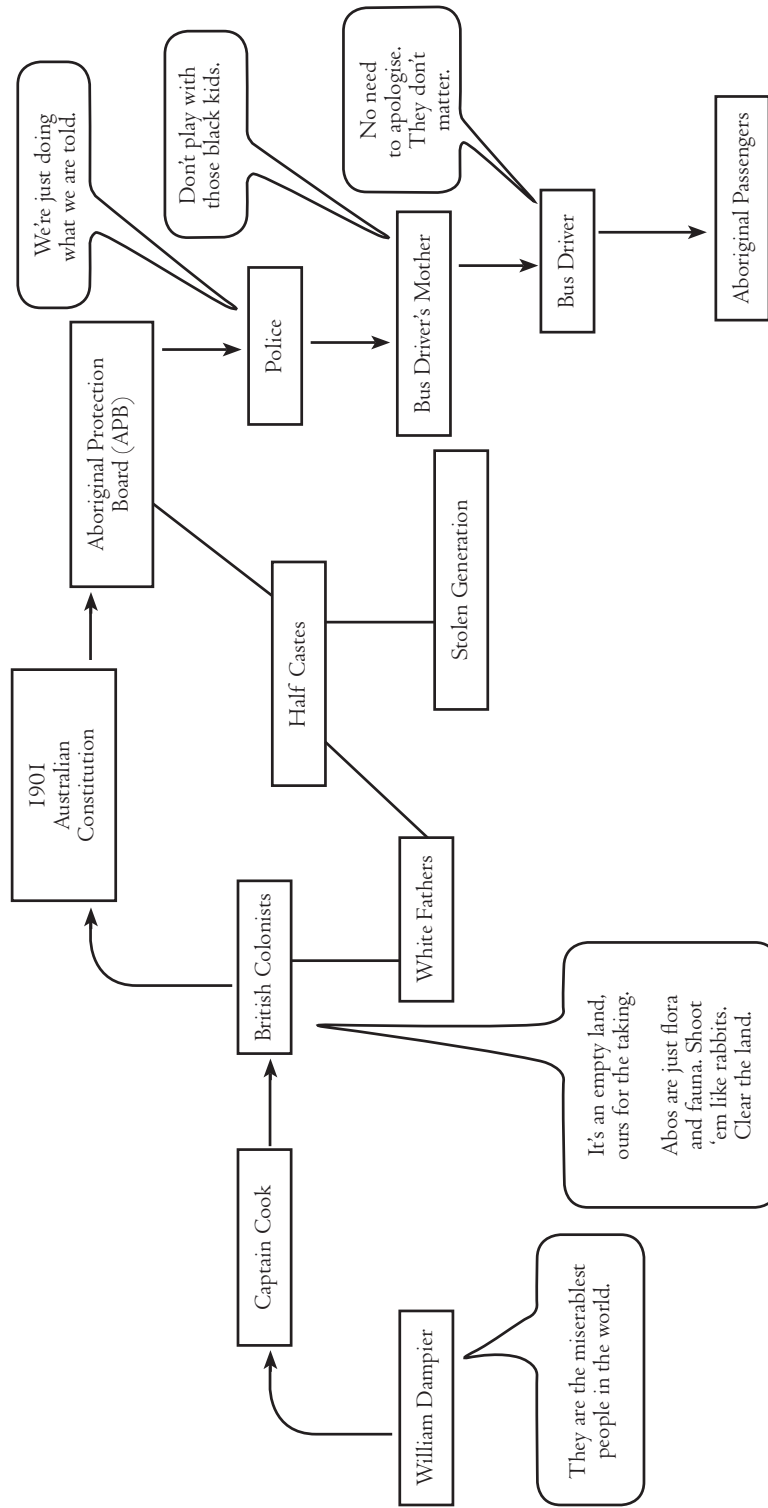 William Dampier
They are the miserablest
people in the world.
Captain Cook
British Colonists
It's an empty land,
ours for the taking.
Abos are just flora
and fauna. Shoot
‘em like rabbits.
Clear the land.
White Fathers
1901
Australian
Constitution
Half Castes
Stolen Generation
Aboriginal Protection
Board (APB)
Police
We're just doing
what we are told.
Bus Driver's Mother
Don't play with
those black kids.
Bus Driver
No need
to apologise.
They don't
matter.
Aboriginal Passengers